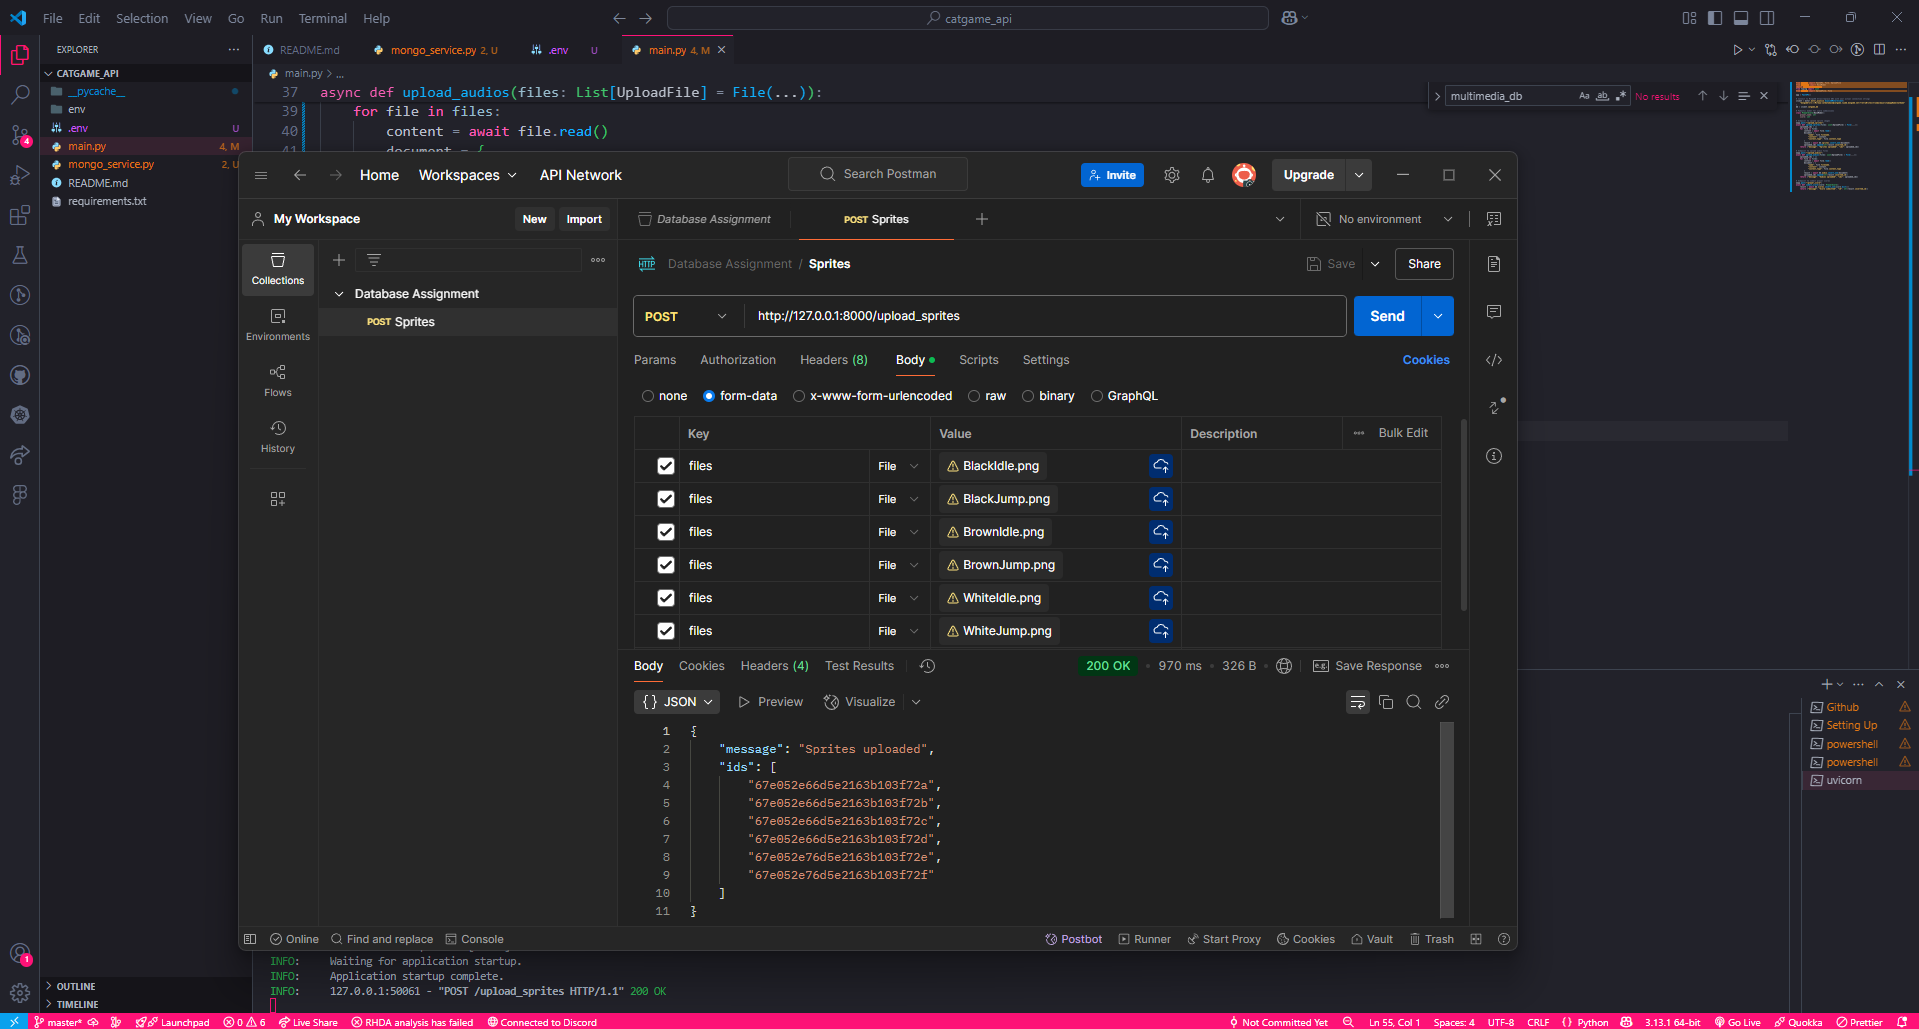 File Edit Selection View Go Run Terminal Help
catgame_api
EXPLORER
README.md
mongo_service.py 2, U
.env U
main.py 4, M
CATGAME_API
__pycache__
env
.env U
main.py 4, M
mongo_service.py 2, U
README.md
requirements.txt
main.py > ...
37 async def upload_audios(files: List[UploadFile] = File(...)):
39 for file in files:
40 content = await file.read()
41 document = {
multimedia_db
Aa ab
No results
Home Workspaces API Network
Search Postman
Invite
Upgrade
My Workspace
New Import
Database Assignment
POST Sprites
No environment
Collections
Environments
Flows
History
Database Assignment
POST Sprites
HTTP Database Assignment / Sprites
Save
Share
POST
http://127.0.0.1:8000/upload_sprites
Send
Params Authorization Headers (8) Body Scripts Settings
Cookies
none form-data x-www-form-urlencoded raw binary GraphQL
Key Value Description Bulk Edit
files File BlackIdle.png
files File BlackJump.png
files File BrownIdle.png
files File BrownJump.png
files File WhiteIdle.png
files File WhiteJump.png
Body Cookies Headers (4) Test Results
200 OK • 970 ms • 326 B
e.g. Save Response
{} JSON Preview Visualize
1 {
2 "message": "Sprites uploaded",
3 "ids": [
4 "67e052e66d5e2163b103f72a",
5 "67e052e66d5e2163b103f72b",
6 "67e052e66d5e2163b103f72c",
7 "67e052e66d5e2163b103f72d",
8 "67e052e76d5e2163b103f72e",
9 "67e052e76d5e2163b103f72f"
10 ]
11 }
Online Find and replace Console
Postbot Runner Start Proxy Cookies Vault Trash
Github
Setting Up
powershell
powershell
uvicorn
INFO: Waiting for application startup.
INFO: Application startup complete.
INFO: 127.0.0.1:50061 - "POST /upload_sprites HTTP/1.1" 200 OK
OUTLINE
TIMELINE
master* Launchpad 0 6 Live Share RHDA analysis has failed Connected to Discord
Not Committed Yet Ln 55, Col 1 Spaces: 4 UTF-8 CRLF {} Python 3.13.1 64-bit Go Live Quokka Prettier